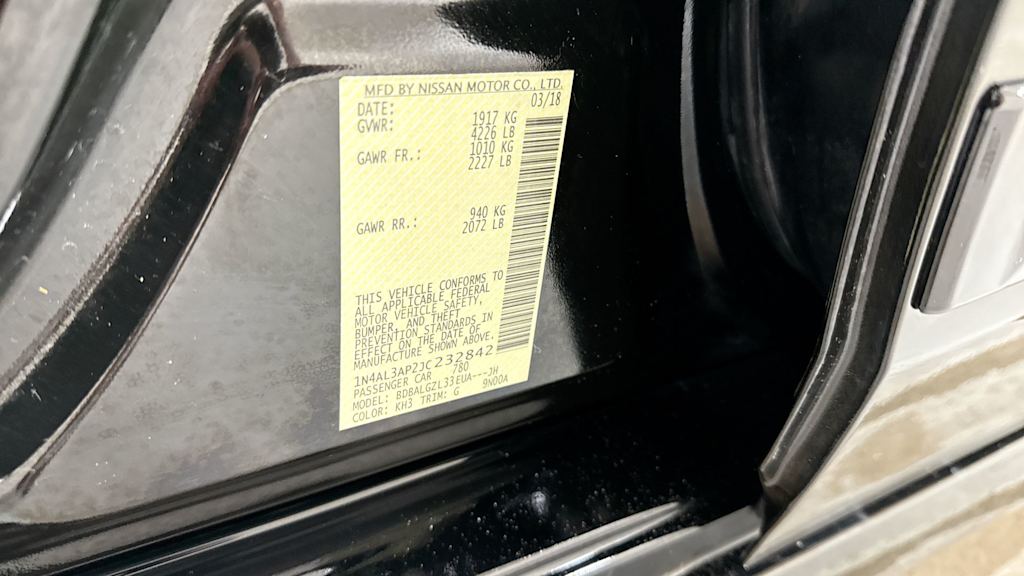 MFD BY NISSAN MOTOR CO., LTD.
DATE: 03/18
GVWR: 1917 KG
4226 LB
GAWR FR.: 1010 KG
2227 LB
GAWR RR.: 940 KG
2072 LB
THIS VEHICLE CONFORMS TO
ALL APPLICABLE FEDERAL
MOTOR VEHICLE SAFETY,
BUMPER, AND THEFT
PREVENTION STANDARDS IN
EFFECT ON THE DATE OF
MANUFACTURE SHOWN ABOVE.
1N4AL3AP2JC232842
PASSENGER CAR 780
MODEL: BDBALGZL33EUA---JH
COLOR: KH3 TRIM: G 9N00A